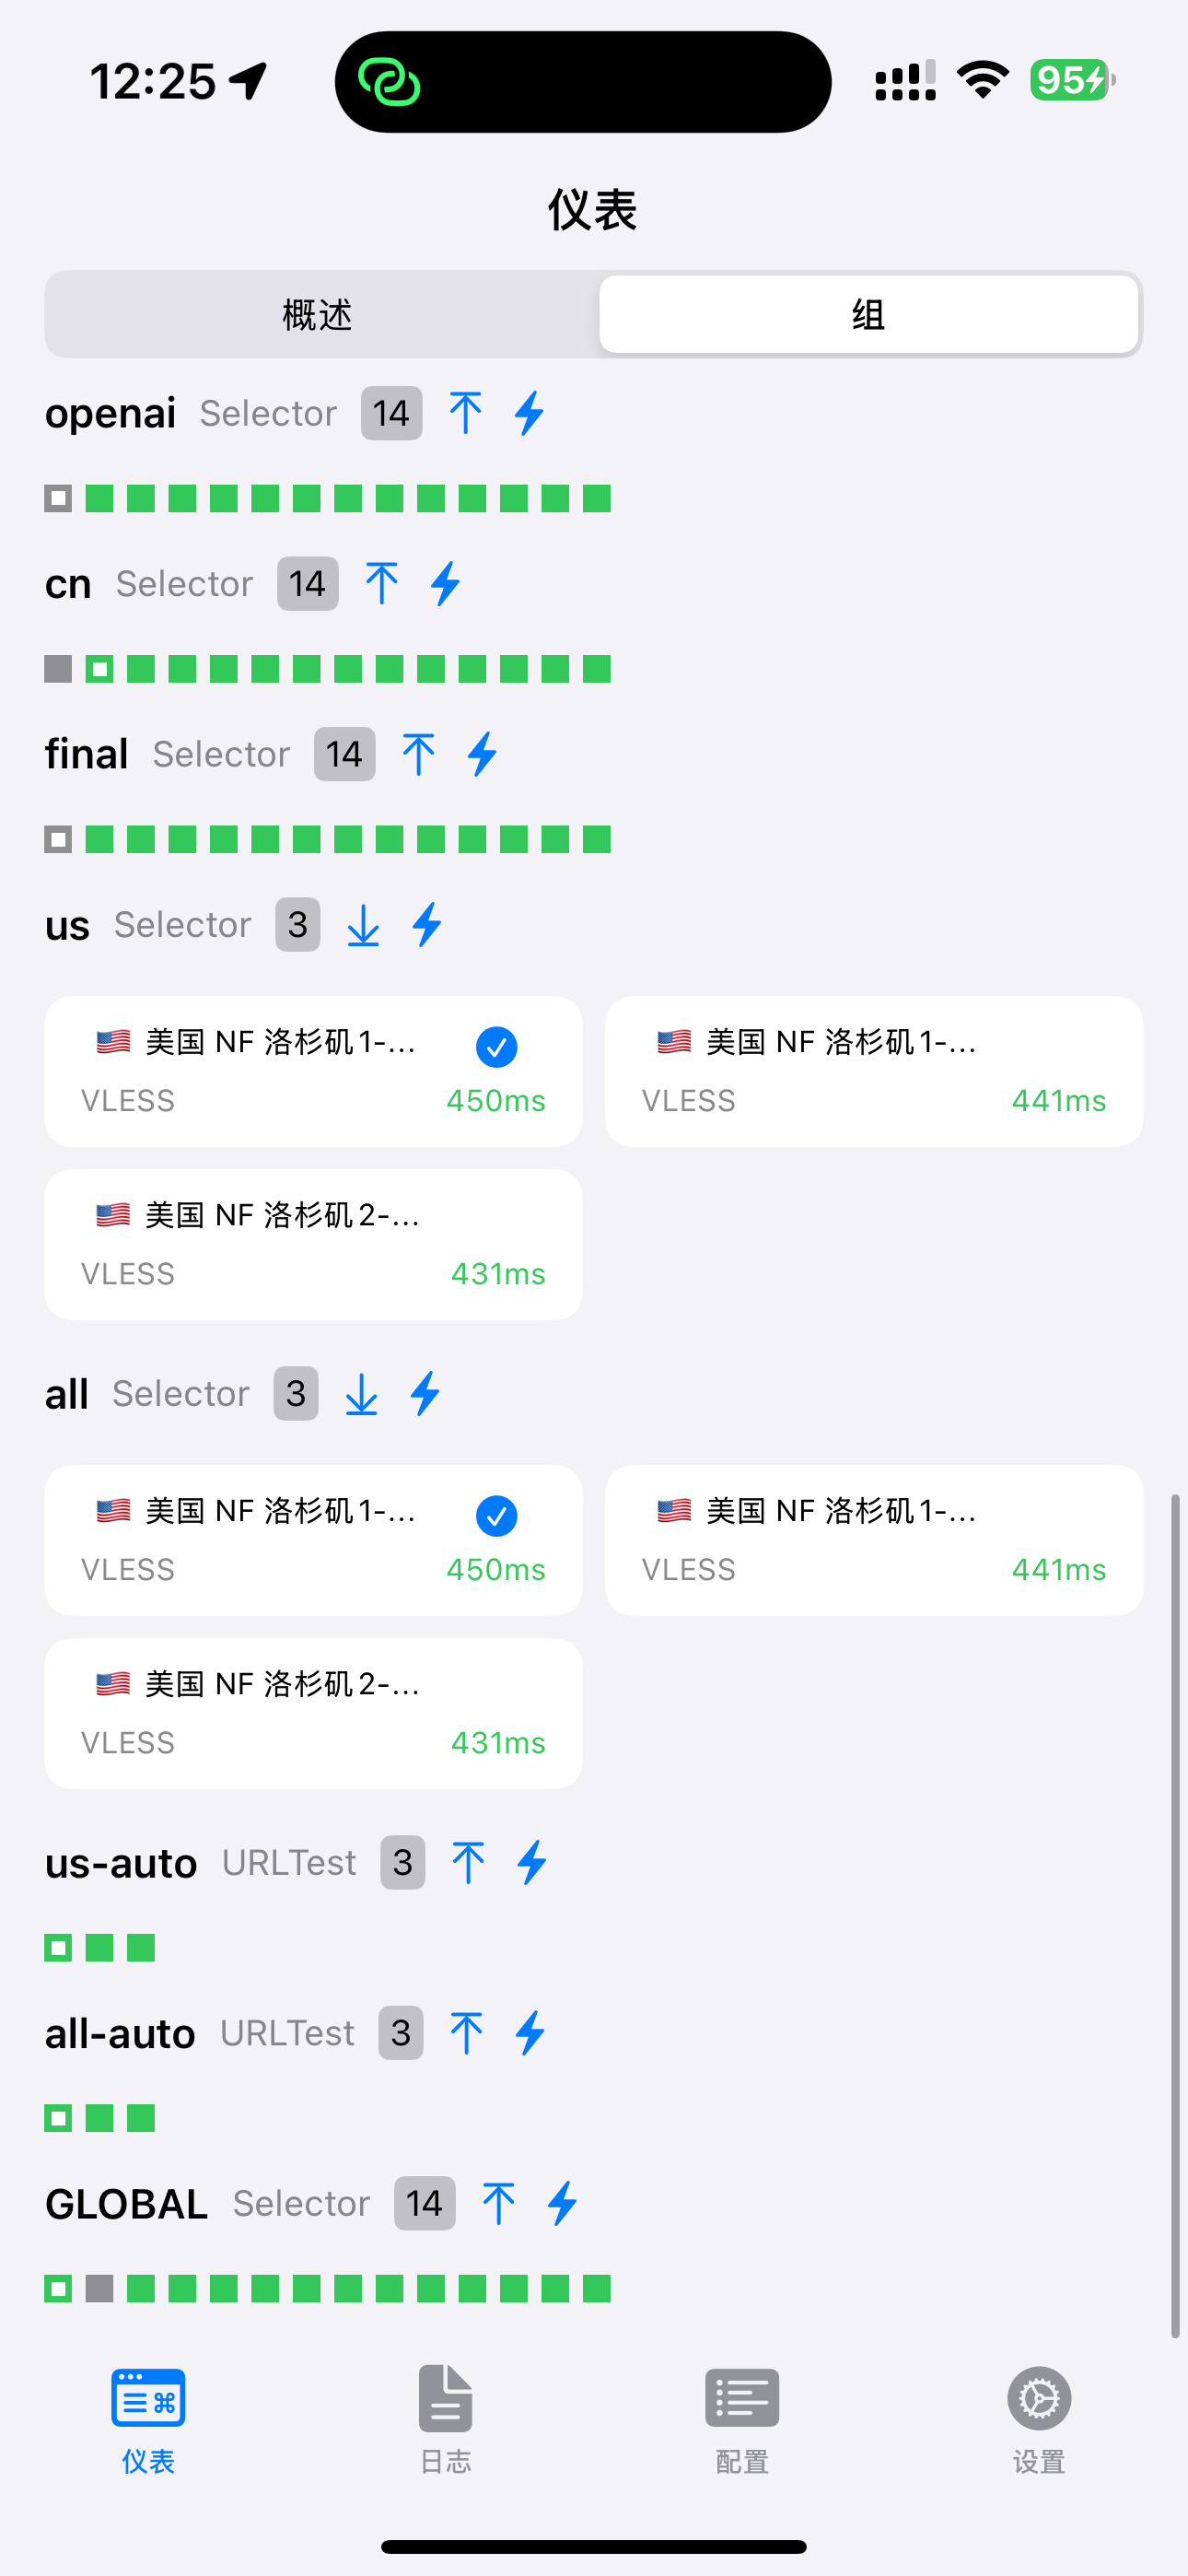 12:25
95
仪表
概述
组
openai Selector 14
cn Selector 14
final Selector 14
us Selector 3
美国 NF 洛杉矶1-...
VLESS 450ms
美国 NF 洛杉矶1-...
VLESS 441ms
美国 NF 洛杉矶2-...
VLESS 431ms
all Selector 3
美国 NF 洛杉矶1-...
VLESS 450ms
美国 NF 洛杉矶1-...
VLESS 441ms
美国 NF 洛杉矶2-...
VLESS 431ms
us-auto URLTest 3
all-auto URLTest 3
GLOBAL Selector 14
仪表
日志
配置
设置